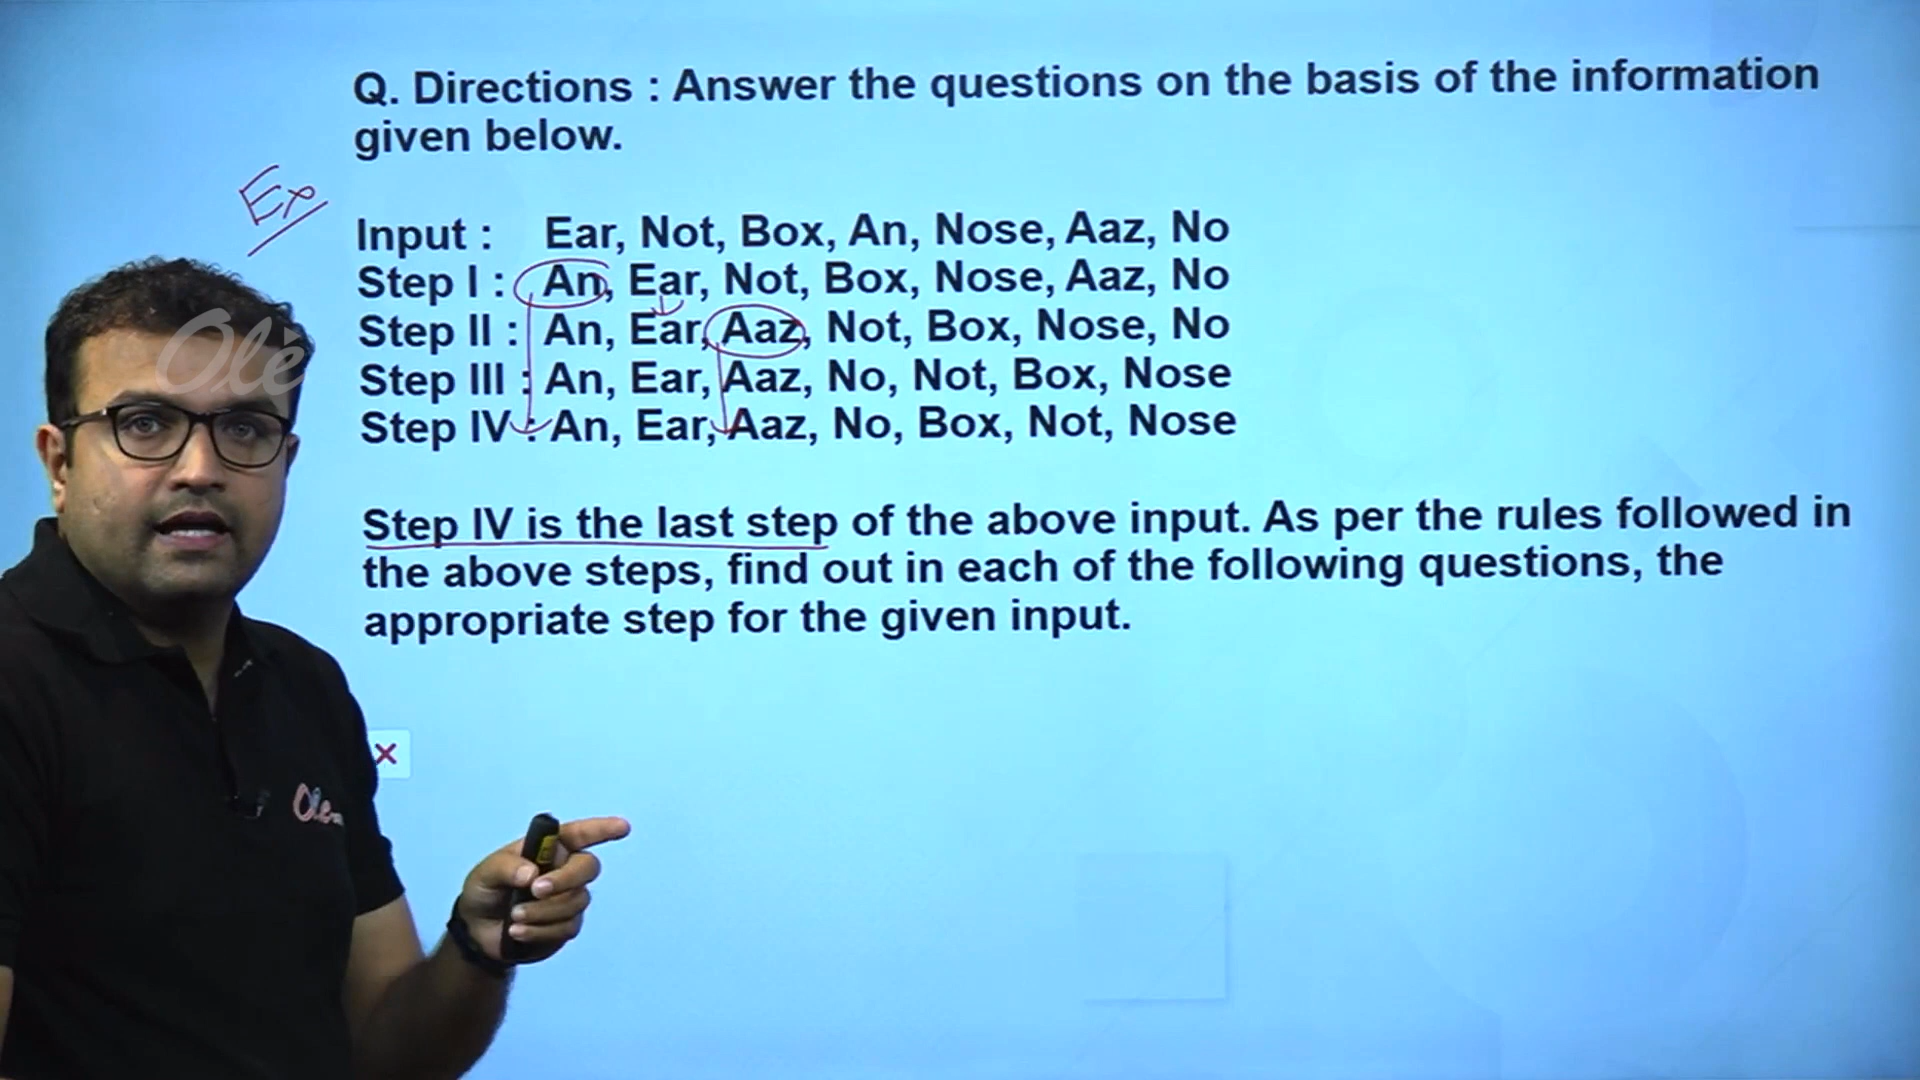 Q. Directions : Answer the questions on the basis of the information
given below.
Ex
Input : Ear, Not, Box, An, Nose, Aaz, No
Step I : An, Ear, Not, Box, Nose, Aaz, No
Step II : An, Ear, Aaz, Not, Box, Nose, No
Step III : An, Ear, Aaz, No, Not, Box, Nose
Step IV : An, Ear, Aaz, No, Box, Not, Nose
Olè
Step IV is the last step of the above input. As per the rules followed in
the above steps, find out in each of the following questions, the
appropriate step for the given input.